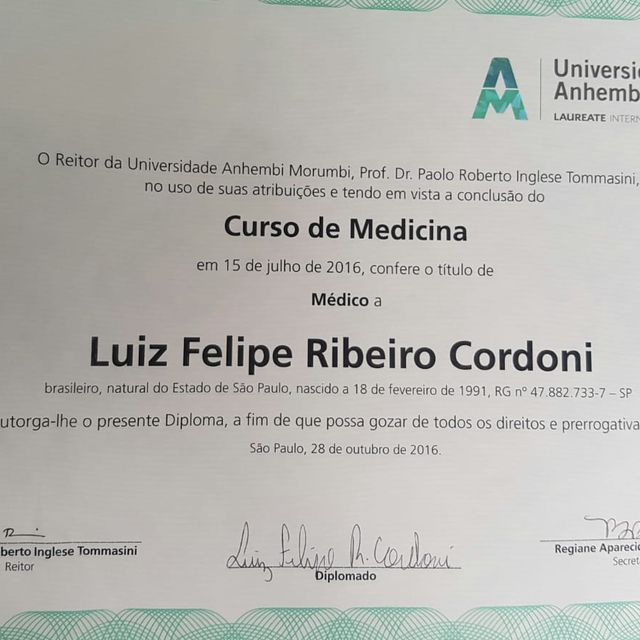 AM
Universi
Anhemb
LAUREATE INTERN
O Reitor da Universidade Anhembi Morumbi, Prof. Dr. Paolo Roberto Inglese Tommasini,
no uso de suas atribuições e tendo em vista a conclusão do
Curso de Medicina
em 15 de julho de 2016, confere o título de
Médico a
Luiz Felipe Ribeiro Cordoni
brasileiro, natural do Estado de São Paulo, nascido a 18 de fevereiro de 1991, RG nº 47.882.733-7 – SP
utorga-lhe o presente Diploma, a fim de que possa gozar de todos os direitos e prerrogativa
São Paulo, 28 de outubro de 2016.
Luiz Felipe R. Cordoni
berto Inglese Tommasini
Reitor
Diplomado
Regiane Aparecid
Secret